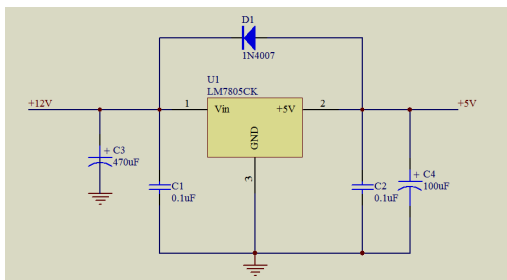 D1
1N4007
U1
LM7805CK
+12V
1
Vin
+5V
2
+5V
GND
3
+ C3
470uF
C1
0.1uF
C2
0.1uF
+ C4
100uF